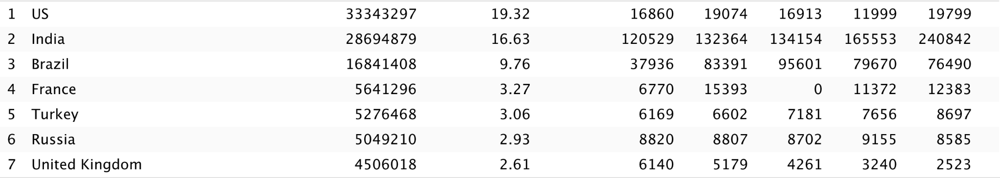 1 US 33343297 19.32 16860 19074 16913 11999 19799
2 India 28694879 16.63 120529 132364 134154 165553 240842
3 Brazil 16841408 9.76 37936 83391 95601 79670 76490
4 France 5641296 3.27 6770 15393 0 11372 12383
5 Turkey 5276468 3.06 6169 6602 7181 7656 8697
6 Russia 5049210 2.93 8820 8807 8702 9155 8585
7 United Kingdom 4506018 2.61 6140 5179 4261 3240 2523